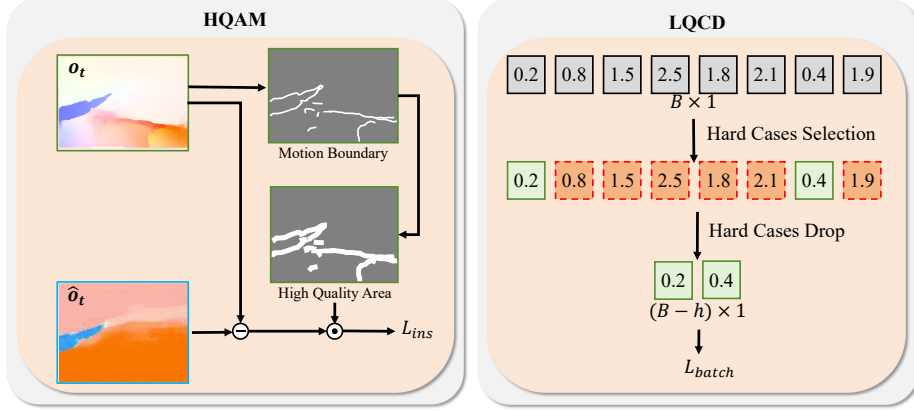 HQAM
o_t
Motion Boundary
High Quality Area
ô_t
L_ins
LQCD
0.2 0.8 1.5 2.5 1.8 2.1 0.4 1.9
B × 1
Hard Cases Selection
0.2 0.8 1.5 2.5 1.8 2.1 0.4 1.9
Hard Cases Drop
0.2 0.4
(B − h) × 1
L_batch